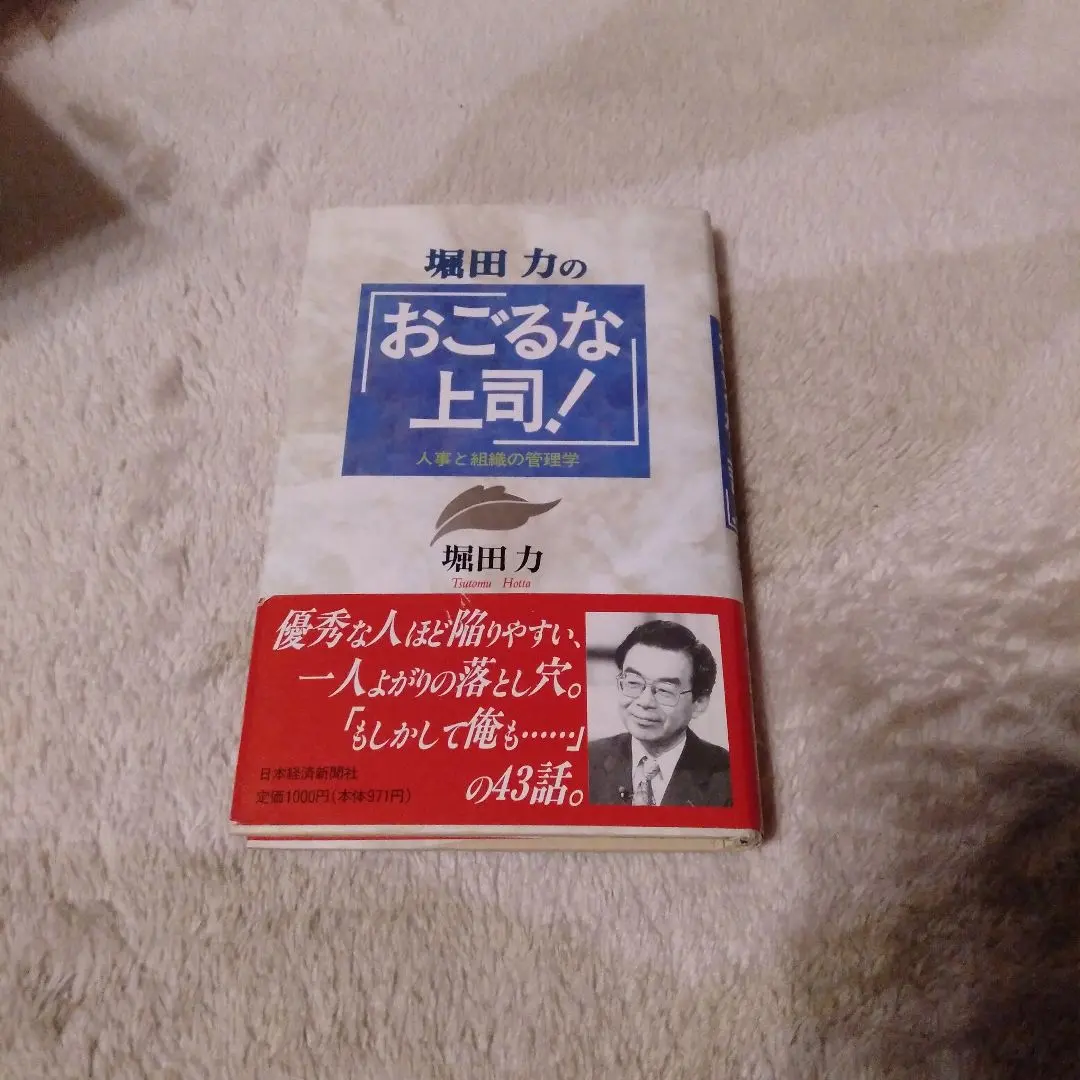 堀田 力の
「おごるな
上司!」
人事と組織の管理学
堀田 力
Tsutomu Hotta
優秀な人ほど陥りやすい、
一人よがりの落とし穴。
「もしかして俺も……」
の43話。
日本経済新聞社
定価1000円(本体971円)